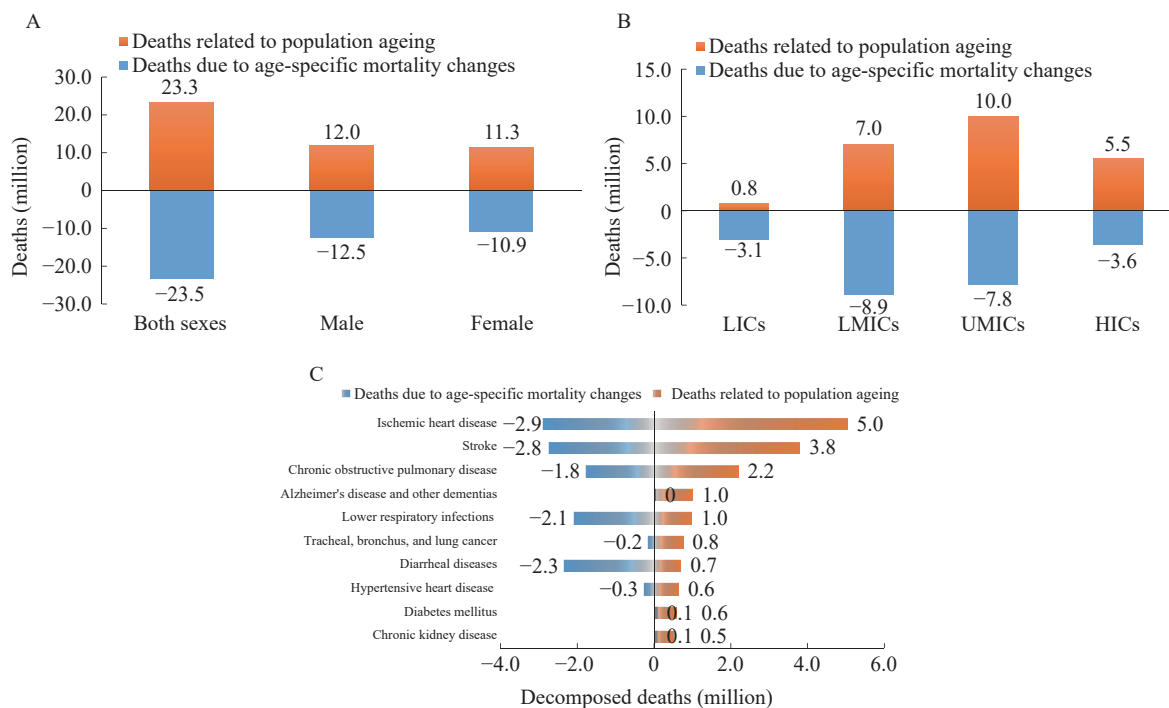 A
Deaths related to population ageing
Deaths due to age-specific mortality changes
Deaths (million)
30.0
20.0
10.0
0
−10.0
−20.0
−30.0
23.3
12.0
11.3
−23.5
−12.5
−10.9
Both sexes
Male
Female
B
Deaths related to population ageing
Deaths due to age-specific mortality changes
Deaths (million)
15.0
10.0
5.0
0
−5.0
−10.0
0.8
7.0
10.0
5.5
−3.1
−8.9
−7.8
−3.6
LICs
LMICs
UMICs
HICs
C
Deaths due to age-specific mortality changes
Deaths related to population ageing
Ischemic heart disease −2.9 5.0
Stroke −2.8 3.8
Chronic obstructive pulmonary disease −1.8 2.2
Alzheimer's disease and other dementias 0 1.0
Lower respiratory infections −2.1 1.0
Tracheal, bronchus, and lung cancer −0.2 0.8
Diarrheal diseases −2.3 0.7
Hypertensive heart disease −0.3 0.6
Diabetes mellitus 0.1 0.6
Chronic kidney disease 0.1 0.5
−4.0 −2.0 0 2.0 4.0 6.0
Decomposed deaths (million)